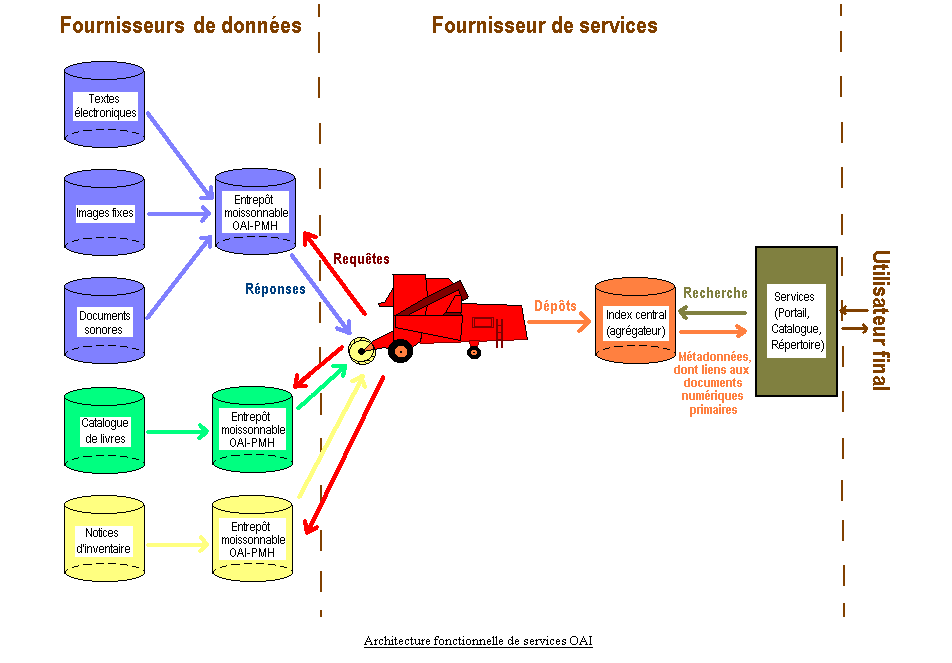 Fournisseurs de données
Fournisseur de services
Textes
électroniques
Images fixes
Documents
sonores
Entrepôt
moissonnable
OAI-PMH
Requêtes
Réponses
Catalogue
de livres
Entrepôt
moissonnable
OAI-PMH
Notices
d'inventaire
Entrepôt
moissonnable
OAI-PMH
Dépôts
Index central
(agrégateur)
Recherche
Métadonnées,
dont liens aux
documents
numériques
primaires
Services
(Portail,
Catalogue,
Répertoire)
Utilisateur final
Architecture fonctionnelle de services OAI